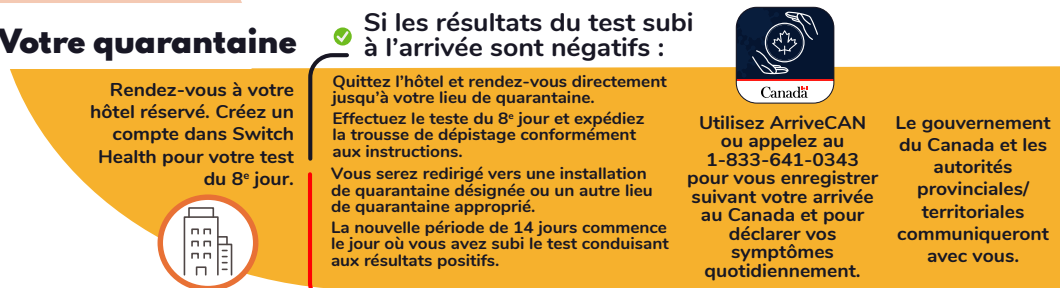 Votre quarantaine
Rendez-vous à votre
hôtel réservé. Créez un
compte dans Switch
Health pour votre test
du 8e jour.
Si les résultats du test subi
à l’arrivée sont négatifs :
Quittez l’hôtel et rendez-vous directement
jusqu’à votre lieu de quarantaine.
Effectuez le teste du 8e jour et expédiez
la trousse de dépistage conformément
aux instructions.
Vous serez redirigé vers une installation
de quarantaine désignée ou un autre lieu
de quarantaine approprié.
La nouvelle période de 14 jours commence
le jour où vous avez subi le test conduisant
aux résultats positifs.
Canada
Utilisez ArriveCAN
ou appelez au
1-833-641-0343
pour vous enregistrer
suivant votre arrivée
au Canada et pour
déclarer vos
symptômes
quotidiennement.
Le gouvernement
du Canada et les
autorités
provinciales/
territoriales
communiqueront
avec vous.